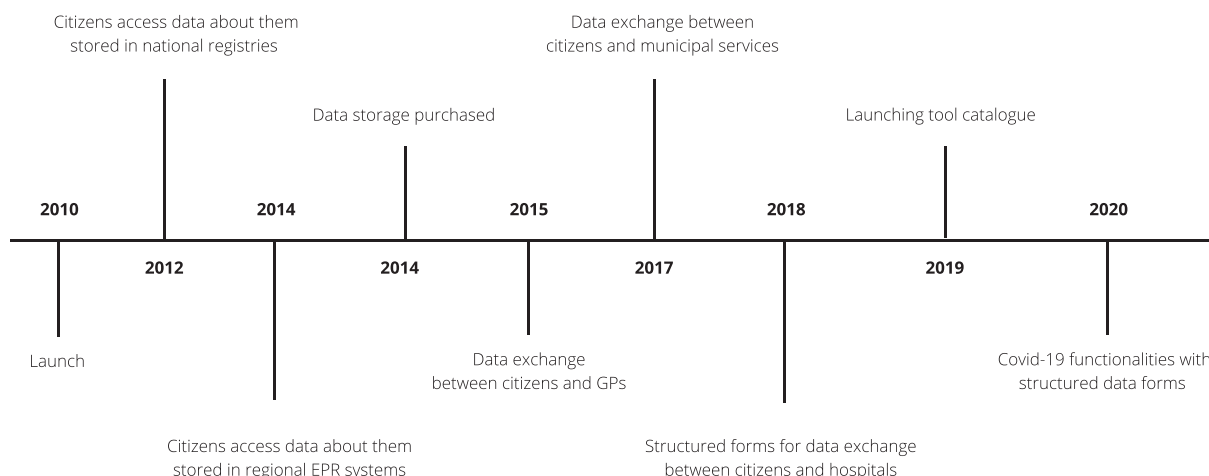 Citizens access data about them
stored in national registries
Data exchange between
citizens and municipal services
Data storage purchased
Launching tool catalogue
2010
2014
2015
2018
2020
2012
2014
2017
2019
Launch
Data exchange
between citizens and GPs
Covid-19 functionalities with
structured data forms
Citizens access data about them
stored in regional EPR systems
Structured forms for data exchange
between citizens and hospitals